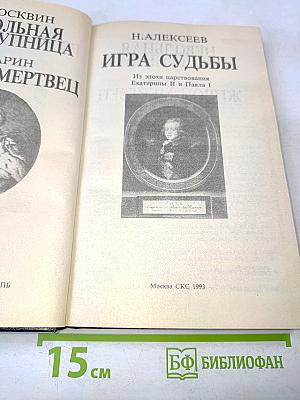 ОСКВИН
ОЛЬНАЯ
УПНИЦА
АРИН
МЕРТВЕЦ
ПБ
Н.АЛЕКСЕЕВ
ИГРА СУДЬБЫ
Из эпохи царствования
Екатерины II и Павла I
Москва СКС 1993
15 см
БФ БИБЛИОФАН